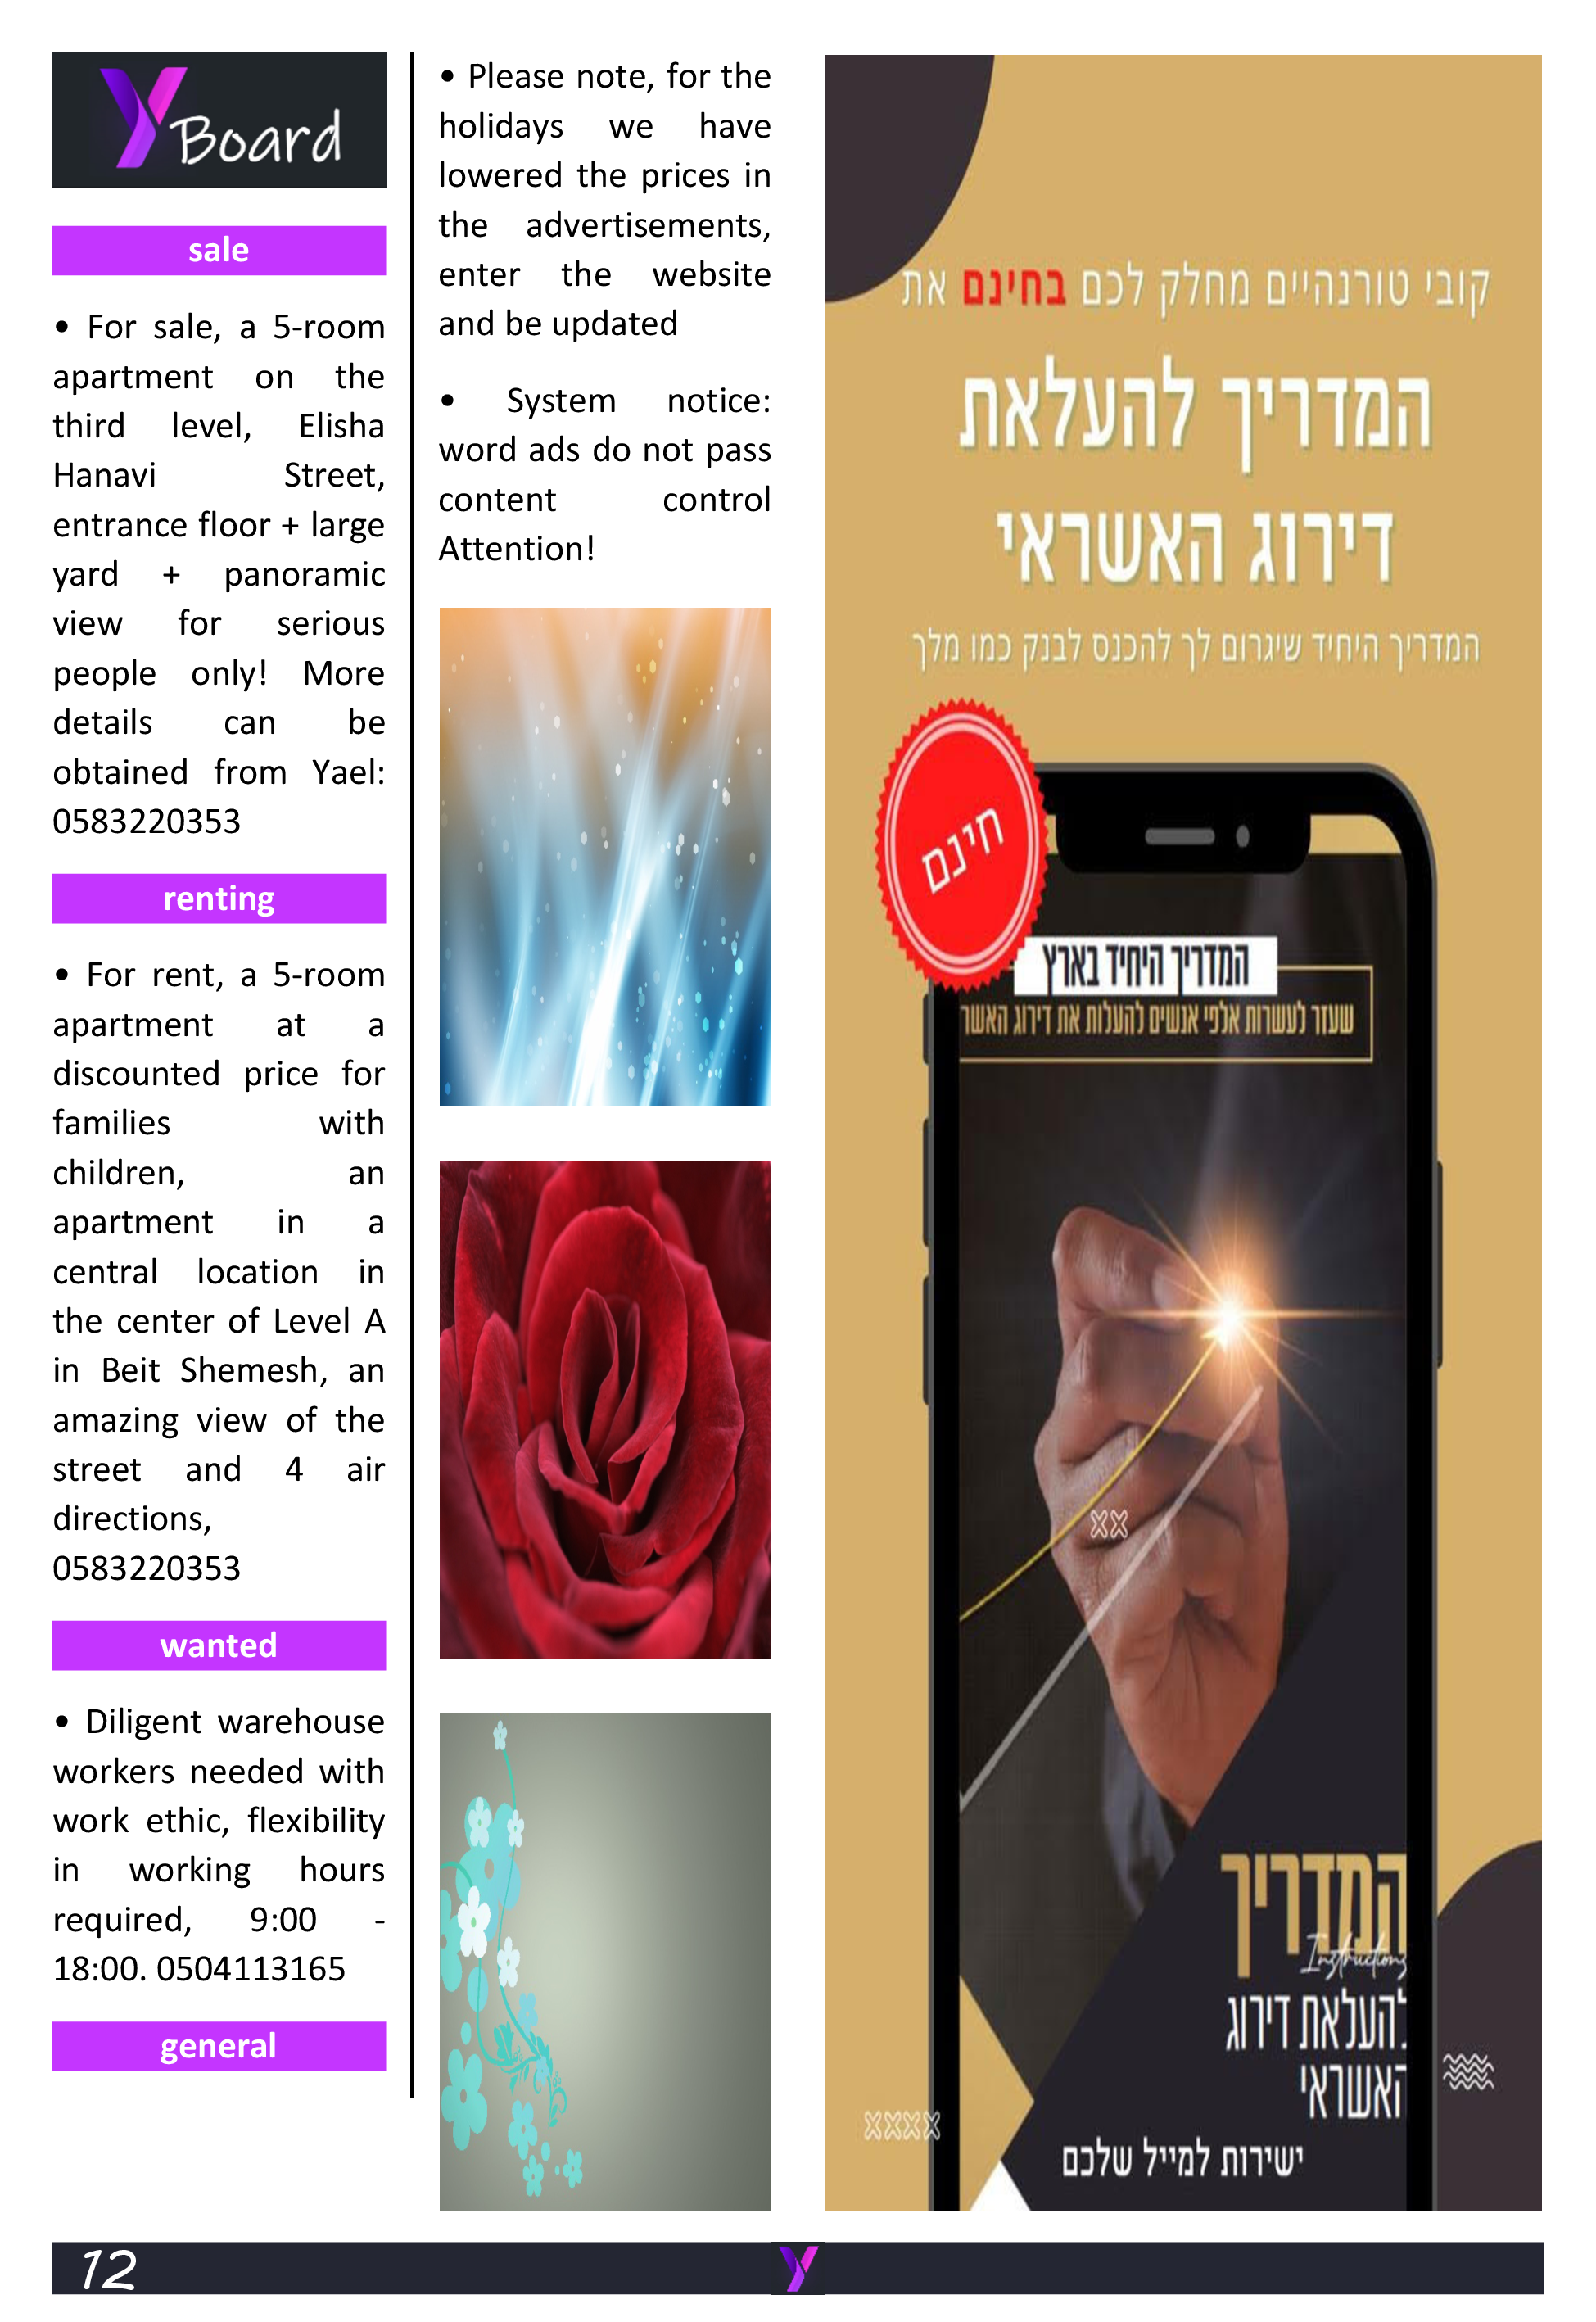 Y Board
sale
• For sale, a 5-room
apartment on the
third level, Elisha
Hanavi Street,
entrance floor + large
yard + panoramic
view for serious
people only! More
details can be
obtained from Yael:
0583220353
renting
• For rent, a 5-room
apartment at a
discounted price for
families with
children, an
apartment in a
central location in
the center of Level A
in Beit Shemesh, an
amazing view of the
street and 4 air
directions,
0583220353
wanted
• Diligent warehouse
workers needed with
work ethic, flexibility
in working hours
required, 9:00 -
18:00. 0504113165
general
• Please note, for the
holidays we have
lowered the prices in
the advertisements,
enter the website
and be updated
• System notice:
word ads do not pass
content control
Attention!
קובי טורנהיים מחלק לכם בחינם את
המדריך להעלאת
דירוג האשראי
המדריך היחיד שיגרום לך להכנס לבנק כמו מלך
חינם
המדריך היחיד בארץ
שעזר לעשרות אלפי אנשים להעלות את דירוג האשר
המדריך
Instructions
להעלאת דירוג
האשראי
ישירות למייל שלכם
12
Y